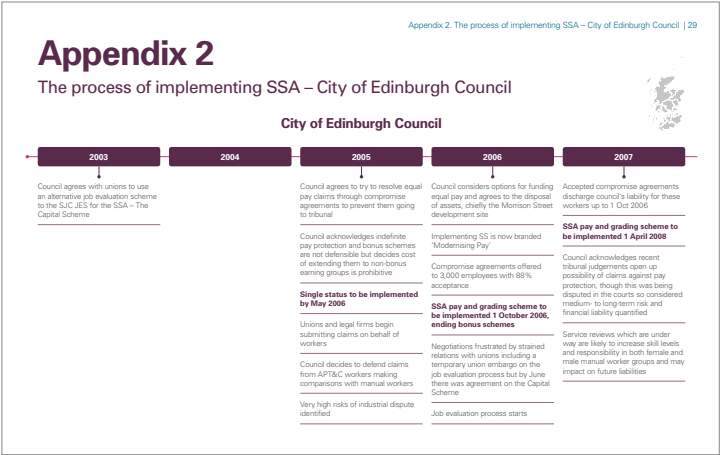 Appendix 2. The process of implementing SSA – City of Edinburgh Council | 29
Appendix 2
The process of implementing SSA – City of Edinburgh Council
City of Edinburgh Council
2003
Council agrees with unions to use
an alternative job evaluation scheme
to the SJC JES for the SSA – The
Capital Scheme
2004
2005
Council agrees to try to resolve equal
pay claims through compromise
agreements to prevent them going
to tribunal
Council acknowledges indefinite
pay protection and bonus schemes
are not defensible but decides cost
of extending them to non-bonus
earning groups is prohibitive
Single status to be implemented
by May 2006
Unions and legal firms begin
submitting claims on behalf of
workers
Council decides to defend claims
from APT&C workers making
comparisons with manual workers
Very high risks of industrial dispute
identified
2006
Council considers options for funding
equal pay and agrees to the disposal
of assets, chiefly the Morrison Street
development site
Implementing SS is now branded
'Modernising Pay'
Compromise agreements offered
to 3,000 employees with 88%
acceptance
SSA pay and grading scheme to
be implemented 1 October 2006,
ending bonus schemes
Negotiations frustrated by strained
relations with unions including a
temporary union embargo on the
job evaluation process but by June
there was agreement on the Capital
Scheme
Job evaluation process starts
2007
Accepted compromise agreements
discharge council's liability for these
workers up to 1 Oct 2006
SSA pay and grading scheme to
be implemented 1 April 2008
Council acknowledges recent
tribunal judgements open up
possibility of claims against pay
protection, though this was being
disputed in the courts so considered
medium- to long-term risk and
financial liability quantified
Service reviews which are under
way are likely to increase skill levels
and responsibility in both female and
male manual worker groups and may
impact on future liabilities